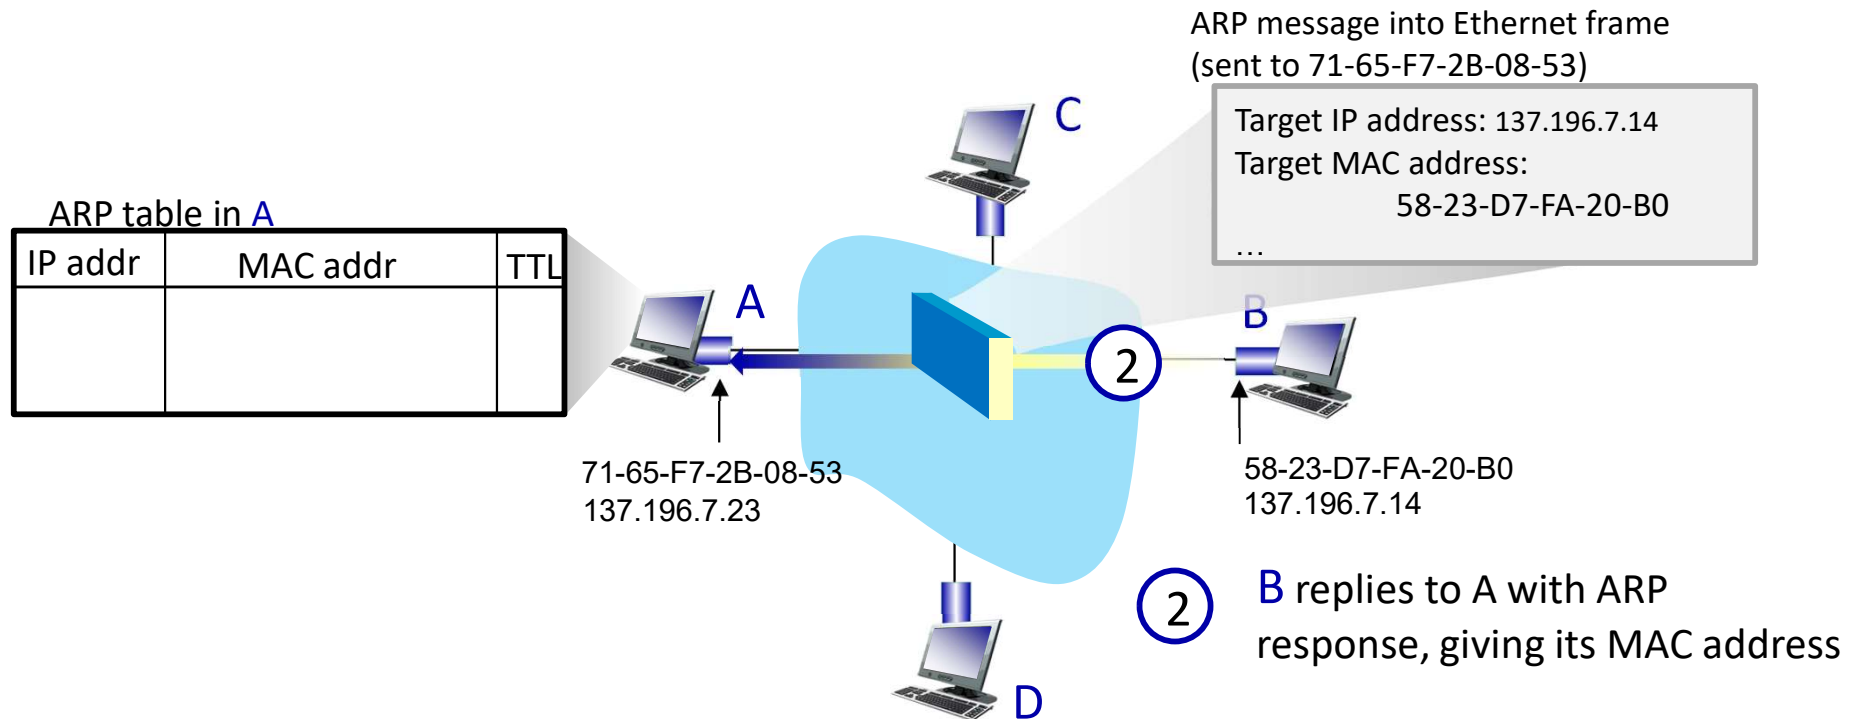 ARP message into Ethernet frame
(sent to 71-65-F7-2B-08-53)
Target IP address: 137.196.7.14
Target MAC address:
58-23-D7-FA-20-B0
...
C
ARP table in A
IP addr MAC addr TTL
A
B
2
71-65-F7-2B-08-53
137.196.7.23
58-23-D7-FA-20-B0
137.196.7.14
2
B replies to A with ARP
response, giving its MAC address
D